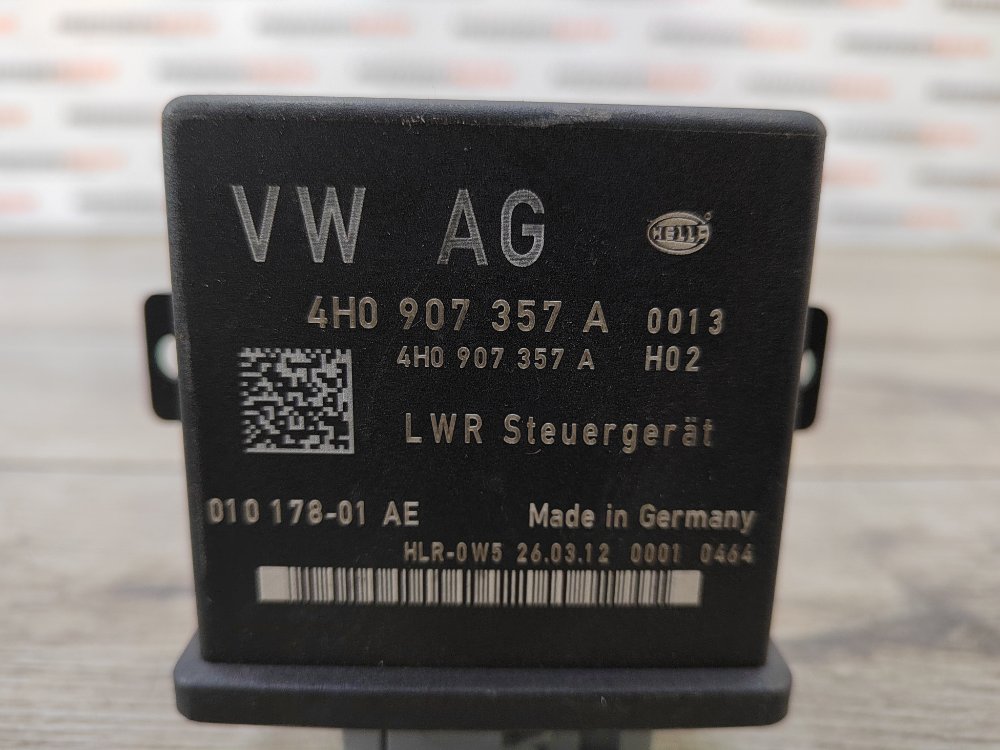 VW AG
HELLA
4H0 907 357 A 0013
4H0 907 357 A H02
LWR Steuergerät
010 178-01 AE Made in Germany
HLR-0W5 26.03.12 0001 0464